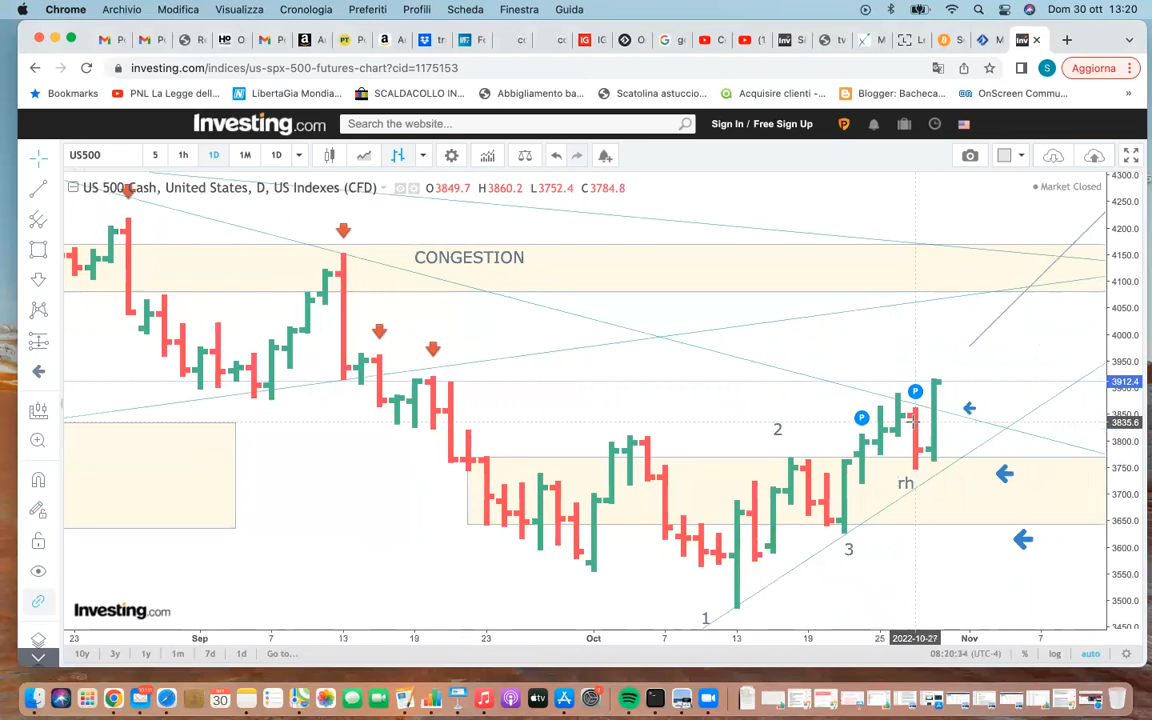 Chrome Archivio Modifica Visualizza Cronologia Preferiti Profili Scheda Finestra Guida Dom 30 ott 13:20
investing.com/indices/us-spx-500-futures-chart?cid=1175153 Aggiorna
Bookmarks PNL La Legge dell... LibertaGia Mondia... SCALDACOLLO IN... Abbigliamento ba... Scatolina astuccio... Acquisire clienti -... Blogger: Bacheca... OnScreen Commu... »
Investing.com Search the website... Sign In / Free Sign Up
US500 5 1h 1D 1M 1D
US 500 Cash, United States, D, US Indexes (CFD) O3849.7 H3860.2 L3752.4 C3784.8 Market Closed
4300.0
4250.0
4200.0
CONGESTION
4150.0
4100.0
4050.0
4000.0
3950.0
3912.4
P
P
3835.6
2
3800.0
3750.0
rh
3700.0
3650.0
3
3600.0
3550.0
Investing.com
1
3500.0
3450.0
23 Sep 7 13 19 23 Oct 7 13 19 25 2022-10-27 Nov 7
10y 3y 1y 1m 7d 1d Go to... 08:20:34 (UTC-4) % log auto